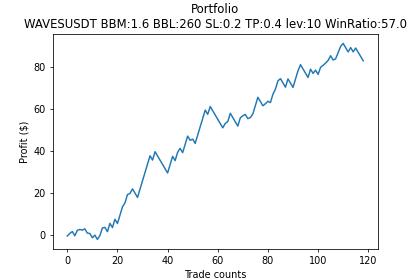 Portfolio
WAVESUSDT BBM:1.6 BBL:260 SL:0.2 TP:0.4 lev:10 WinRatio:57.0
Profit ($)
80
60
40
20
0
0 20 40 60 80 100 120
Trade counts